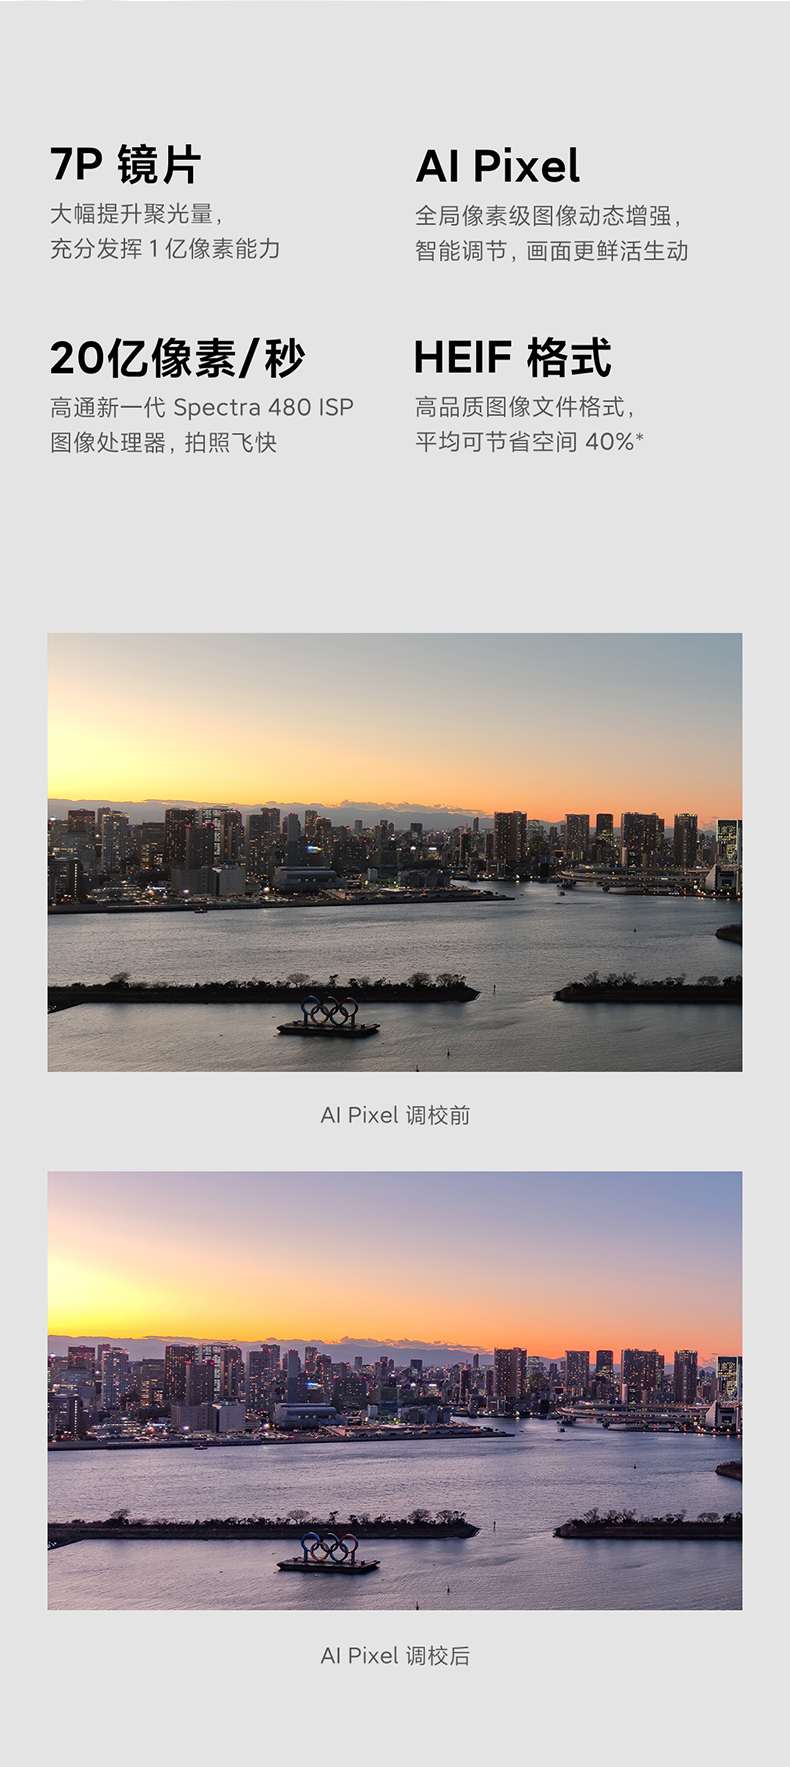 7P 镜片
大幅提升聚光量，
充分发挥 1 亿像素能力
AI Pixel
全局像素级图像动态增强，
智能调节，画面更鲜活生动
20亿像素/秒
高通新一代 Spectra 480 ISP
图像处理器，拍照飞快
HEIF 格式
高品质图像文件格式，
平均可节省空间 40%*
AI Pixel 调校前
AI Pixel 调校后